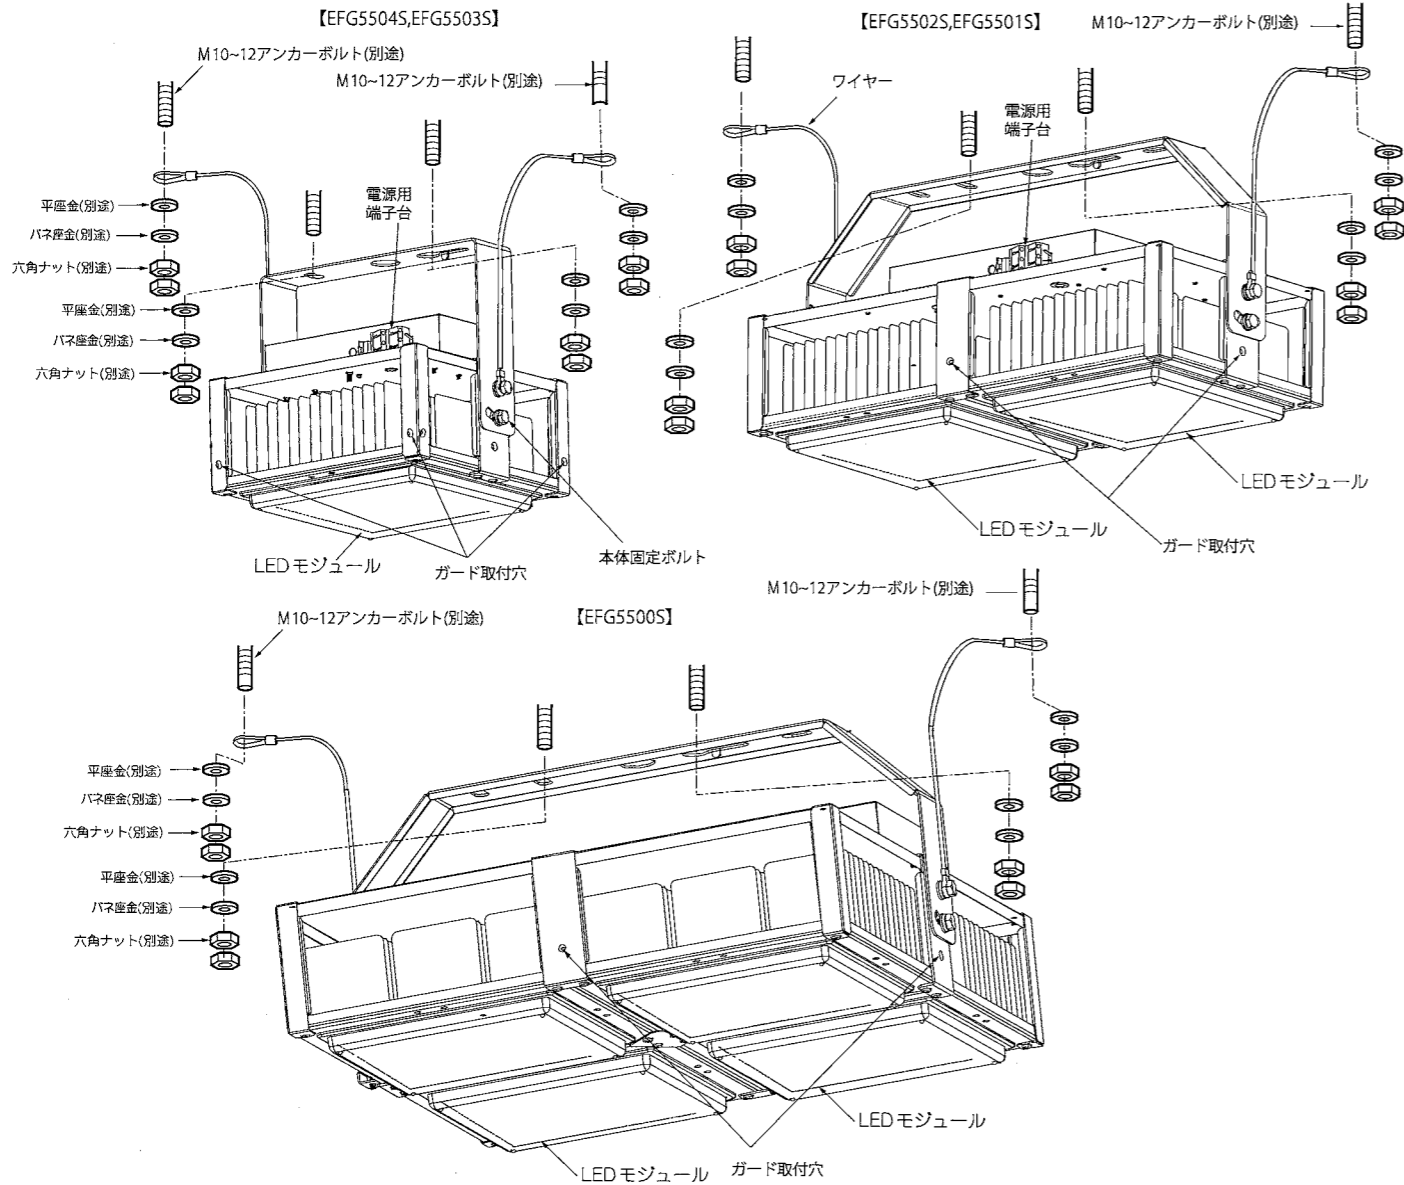 【EFG5504S,EFG5503S】
M10~12アンカーボルト(別途)
M10~12アンカーボルト(別途)
電源用
端子台
平座金(別途)
バネ座金(別途)
六角ナット(別途)
平座金(別途)
バネ座金(別途)
六角ナット(別途)
LEDモジュール
ガード取付穴
本体固定ボルト
【EFG5502S,EFG5501S】
M10~12アンカーボルト(別途)
ワイヤー
電源用
端子台
LEDモジュール
LEDモジュール
ガード取付穴
【EFG5500S】
M10~12アンカーボルト(別途)
M10~12アンカーボルト(別途)
平座金(別途)
バネ座金(別途)
六角ナット(別途)
平座金(別途)
バネ座金(別途)
六角ナット(別途)
LEDモジュール
LEDモジュール
ガード取付穴